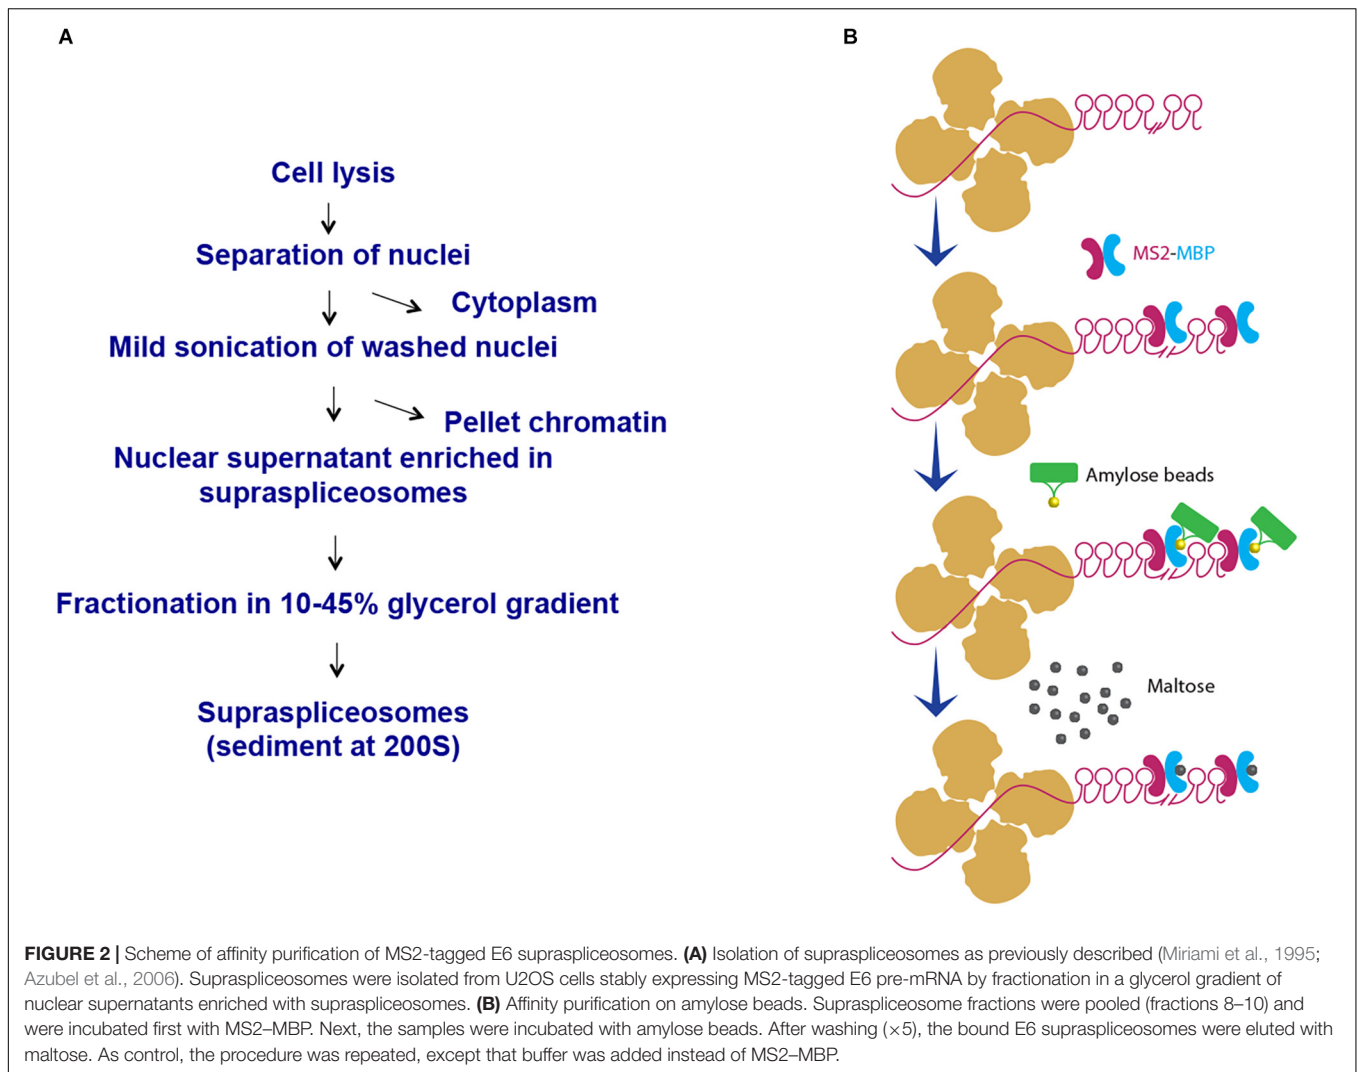 A
Cell lysis
Separation of nuclei
Cytoplasm
Mild sonication of washed nuclei
Pellet chromatin
Nuclear supernatant enriched in
supraspliceosomes
Fractionation in 10-45% glycerol gradient
Supraspliceosomes
(sediment at 200S)
B
MS2-MBP
Amylose beads
Maltose
FIGURE 2 | Scheme of affinity purification of MS2-tagged E6 supraspliceosomes. (A) Isolation of supraspliceosomes as previously described (Miriami et al., 1995;
Azubel et al., 2006). Supraspliceosomes were isolated from U2OS cells stably expressing MS2-tagged E6 pre-mRNA by fractionation in a glycerol gradient of
nuclear supernatants enriched with supraspliceosomes. (B) Affinity purification on amylose beads. Supraspliceosome fractions were pooled (fractions 8–10) and
were incubated first with MS2–MBP. Next, the samples were incubated with amylose beads. After washing (×5), the bound E6 supraspliceosomes were eluted with
maltose. As control, the procedure was repeated, except that buffer was added instead of MS2–MBP.